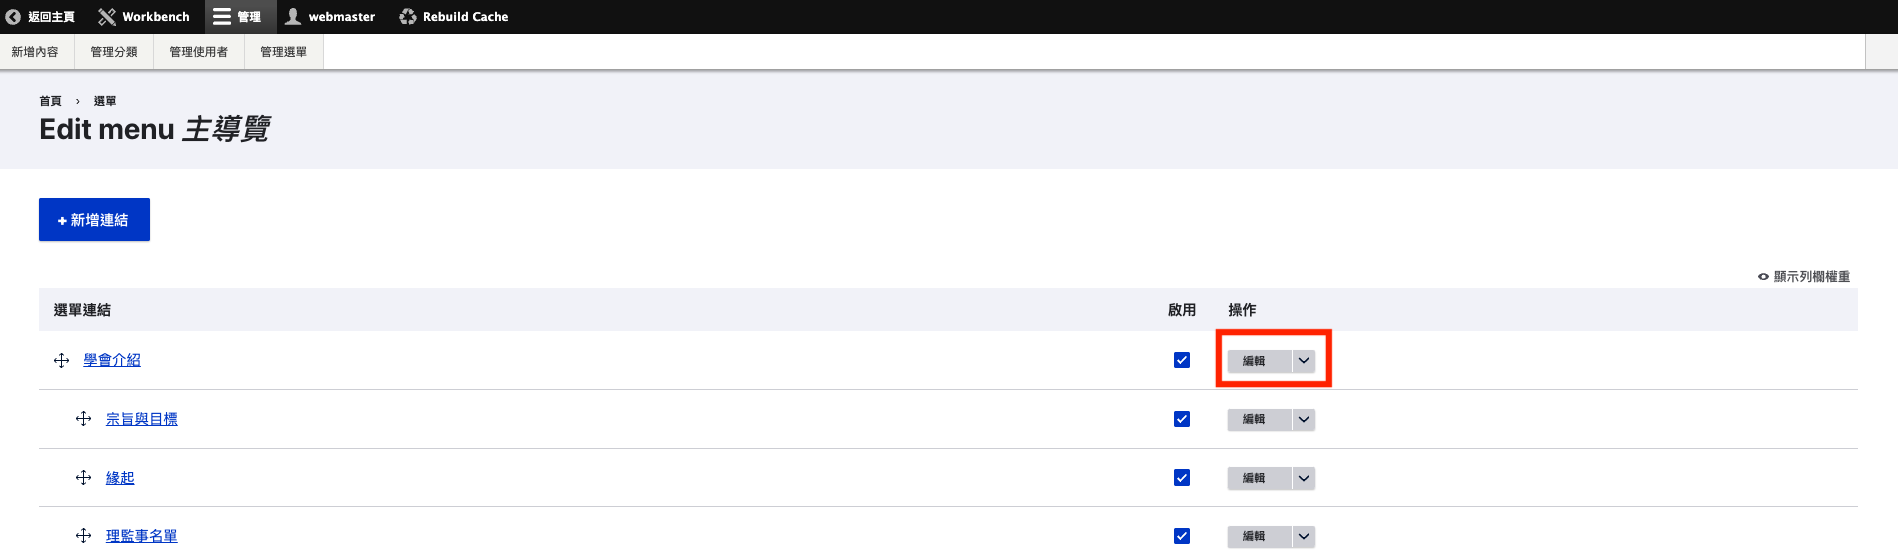 返回主頁 Workbench 管理 webmaster Rebuild Cache
新增內容 管理分類 管理使用者 管理選單
首頁 › 選單
Edit menu 主導覽
+ 新增連結
顯示列欄權重
選單連結 啟用 操作
學會介紹 編輯
宗旨與目標 編輯
緣起 編輯
理監事名單 編輯